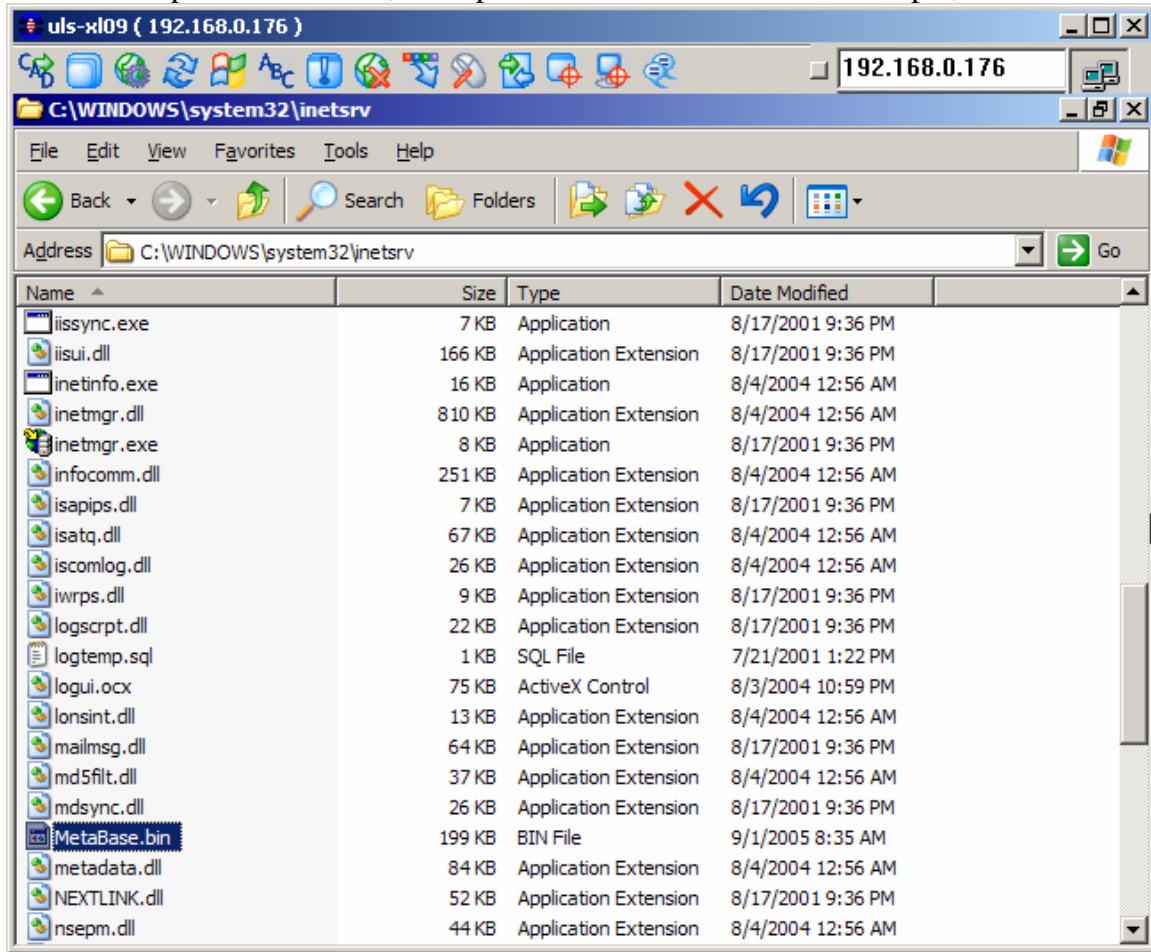 uls-xl09 ( 192.168.0.176 )
192.168.0.176
C:\WINDOWS\system32\inetsrv
File Edit View Favorites Tools Help
Back Search Folders
Address C:\WINDOWS\system32\inetsrv Go
Name Size Type Date Modified
iissync.exe 7 KB Application 8/17/2001 9:36 PM
iisui.dll 166 KB Application Extension 8/17/2001 9:36 PM
inetinfo.exe 16 KB Application 8/4/2004 12:56 AM
inetmgr.dll 810 KB Application Extension 8/4/2004 12:56 AM
inetmgr.exe 8 KB Application 8/17/2001 9:36 PM
infocomm.dll 251 KB Application Extension 8/4/2004 12:56 AM
isapips.dll 7 KB Application Extension 8/17/2001 9:36 PM
isatq.dll 67 KB Application Extension 8/4/2004 12:56 AM
iscomlog.dll 26 KB Application Extension 8/4/2004 12:56 AM
iwrps.dll 9 KB Application Extension 8/17/2001 9:36 PM
logscrpt.dll 22 KB Application Extension 8/17/2001 9:36 PM
logtemp.sql 1 KB SQL File 7/21/2001 1:22 PM
logui.ocx 75 KB ActiveX Control 8/3/2004 10:59 PM
lonsint.dll 13 KB Application Extension 8/4/2004 12:56 AM
mailmsg.dll 64 KB Application Extension 8/17/2001 9:36 PM
md5filt.dll 37 KB Application Extension 8/4/2004 12:56 AM
mdsync.dll 26 KB Application Extension 8/17/2001 9:36 PM
MetaBase.bin 199 KB BIN File 9/1/2005 8:35 AM
metadata.dll 84 KB Application Extension 8/4/2004 12:56 AM
NEXTLINK.dll 52 KB Application Extension 8/17/2001 9:36 PM
nsepm.dll 44 KB Application Extension 8/4/2004 12:56 AM